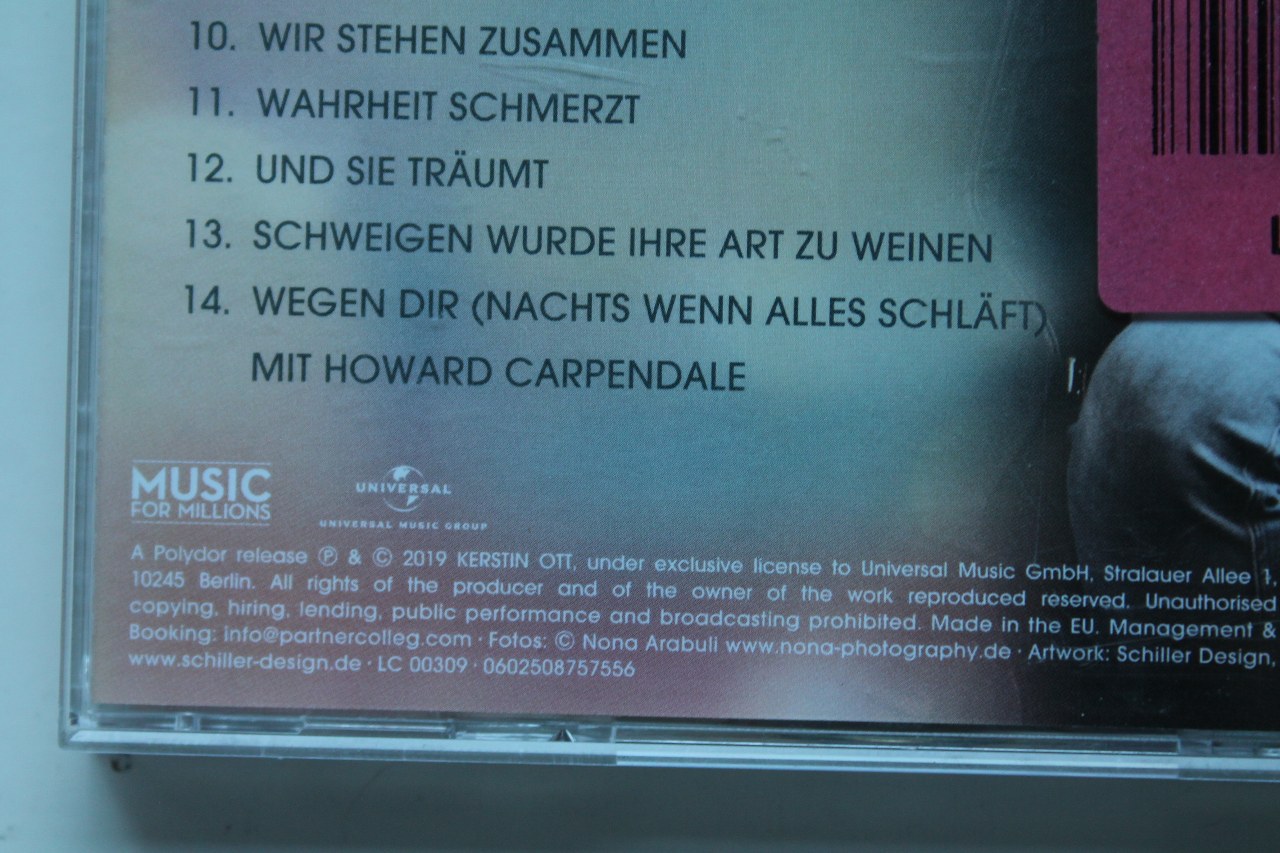 10. WIR STEHEN ZUSAMMEN
11. WAHRHEIT SCHMERZT
12. UND SIE TRÄUMT
13. SCHWEIGEN WURDE IHRE ART ZU WEINEN
14. WEGEN DIR (NACHTS WENN ALLES SCHLÄFT)
MIT HOWARD CARPENDALE
MUSIC
FOR MILLIONS
UNIVERSAL
UNIVERSAL MUSIC GROUP
A Polydor release Ⓟ & © 2019 KERSTIN OTT, under exclusive license to Universal Music GmbH, Stralauer Allee 1,
10245 Berlin. All rights of the producer and of the owner of the work reproduced reserved. Unauthorised
copying, hiring, lending, public performance and broadcasting prohibited. Made in the EU. Management &
Booking: info@partnercolleg.com · Fotos: © Nona Arabuli www.nona-photography.de · Artwork: Schiller Design,
www.schiller-design.de · LC 00309 · 0602508757556